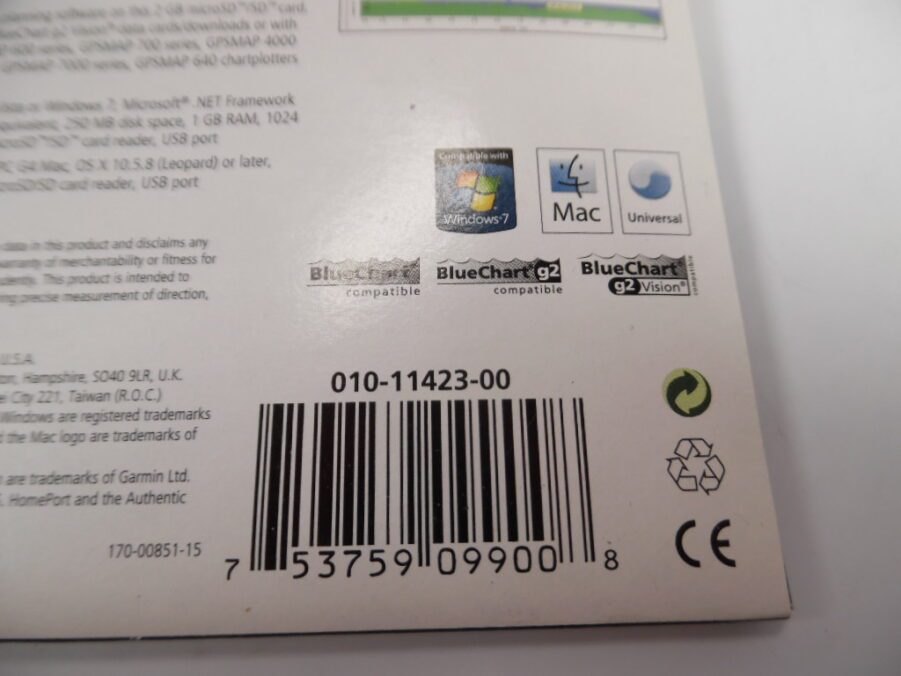 planning software on this 2 GB microSD™/SD™ card.
BlueChart® g2 Vision® data cards/downloads or with
GPSMAP 700 series, GPSMAP 4000
GPSMAP 7000 series, GPSMAP 640 chartplotters
Vista or Windows 7, Microsoft® .NET Framework
equivalent, 250 MB disk space, 1 GB RAM, 1024
microSD™/SD™ card reader, USB port
PC G4 Mac, OS X 10.5.8 (Leopard) or later,
microSD/SD card reader, USB port
Compatible with
Windows 7
Mac
Universal
data in this product and disclaims any
warranty of merchantability or fitness for
This product is intended to
precise measurement of direction,
BlueChart®
compatible
BlueChart® g2
compatible
BlueChart®
g2 Vision®
compatible
U.S.A.
Hampshire, SO40 9LR, U.K.
City 221, Taiwan (R.O.C.)
Windows are registered trademarks
the Mac logo are trademarks of
are trademarks of Garmin Ltd.
HomePort and the Authentic
170-00851-15
010-11423-00
7 53759 09900 8
CE